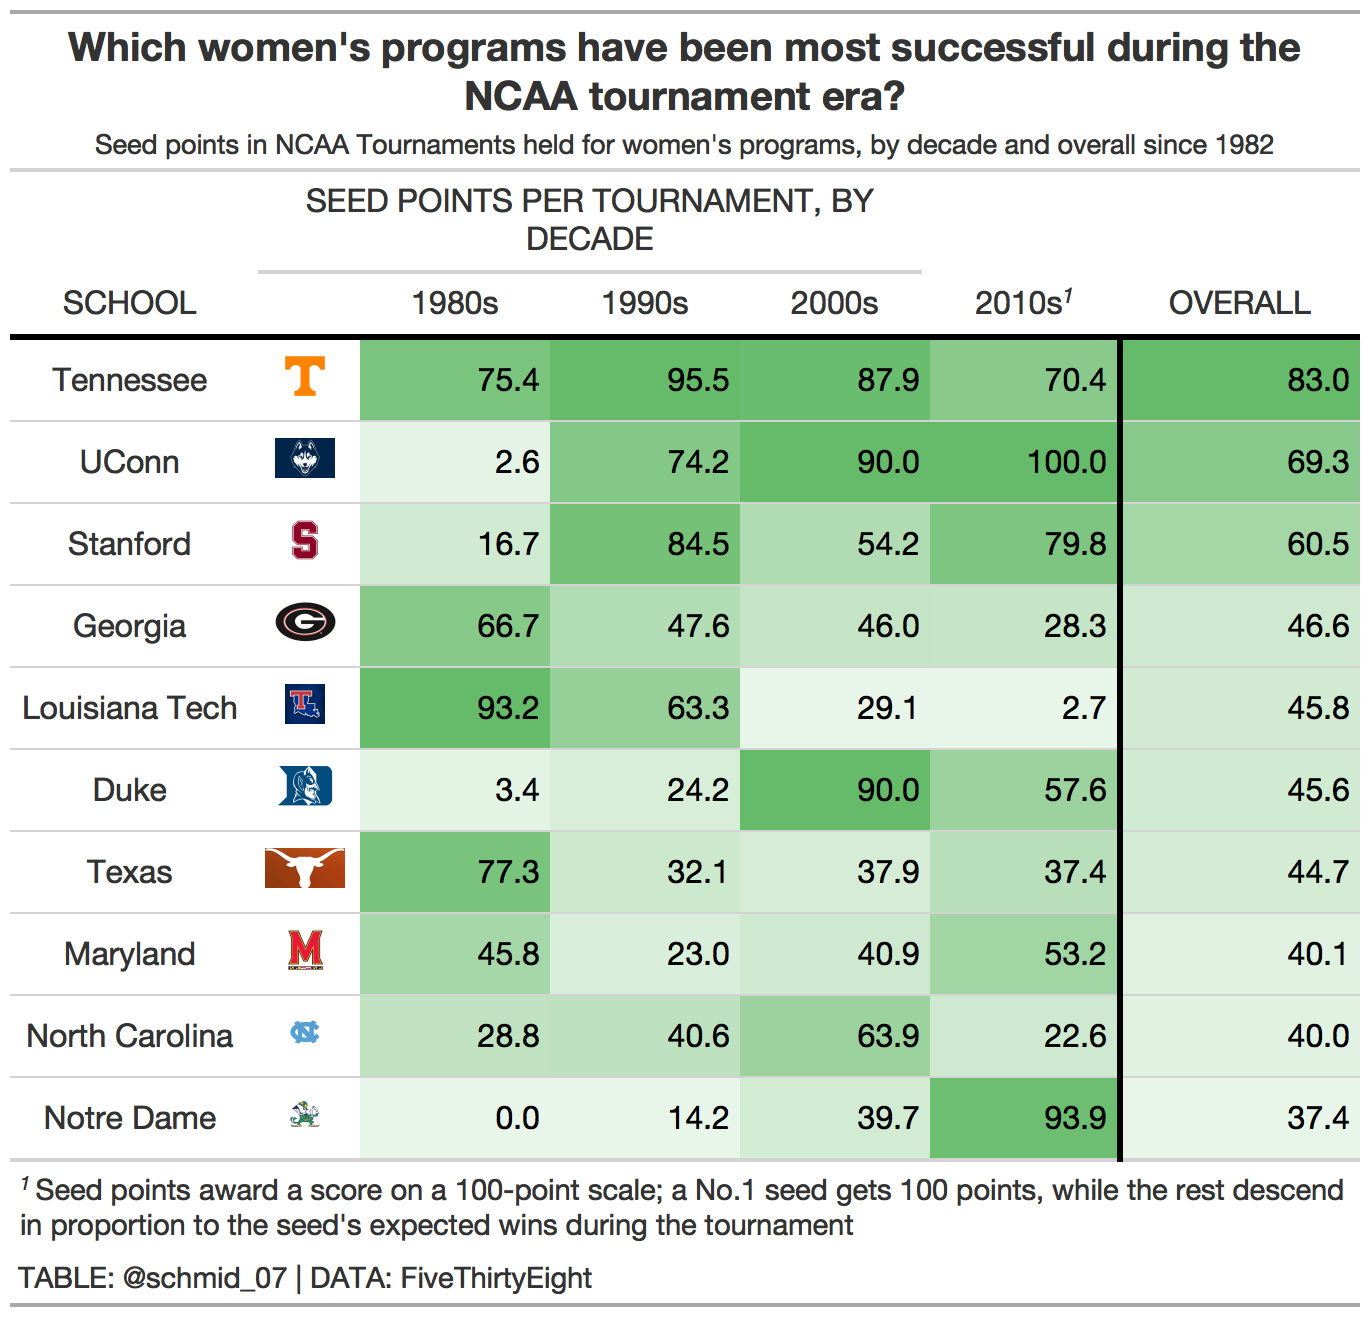 Which women's programs have been most successful during the
NCAA tournament era?
Seed points in NCAA Tournaments held for women's programs, by decade and overall since 1982
SEED POINTS PER TOURNAMENT, BY
DECADE
SCHOOL 1980s 1990s 2000s 2010s¹ OVERALL
Tennessee T 75.4 95.5 87.9 70.4 83.0
UConn 2.6 74.2 90.0 100.0 69.3
Stanford S 16.7 84.5 54.2 79.8 60.5
Georgia G 66.7 47.6 46.0 28.3 46.6
Louisiana Tech T 93.2 63.3 29.1 2.7 45.8
Duke D 3.4 24.2 90.0 57.6 45.6
Texas 77.3 32.1 37.9 37.4 44.7
Maryland M 45.8 23.0 40.9 53.2 40.1
North Carolina NC 28.8 40.6 63.9 22.6 40.0
Notre Dame 0.0 14.2 39.7 93.9 37.4
¹ Seed points award a score on a 100-point scale; a No.1 seed gets 100 points, while the rest descend
in proportion to the seed's expected wins during the tournament
TABLE: @schmid_07 | DATA: FiveThirtyEight